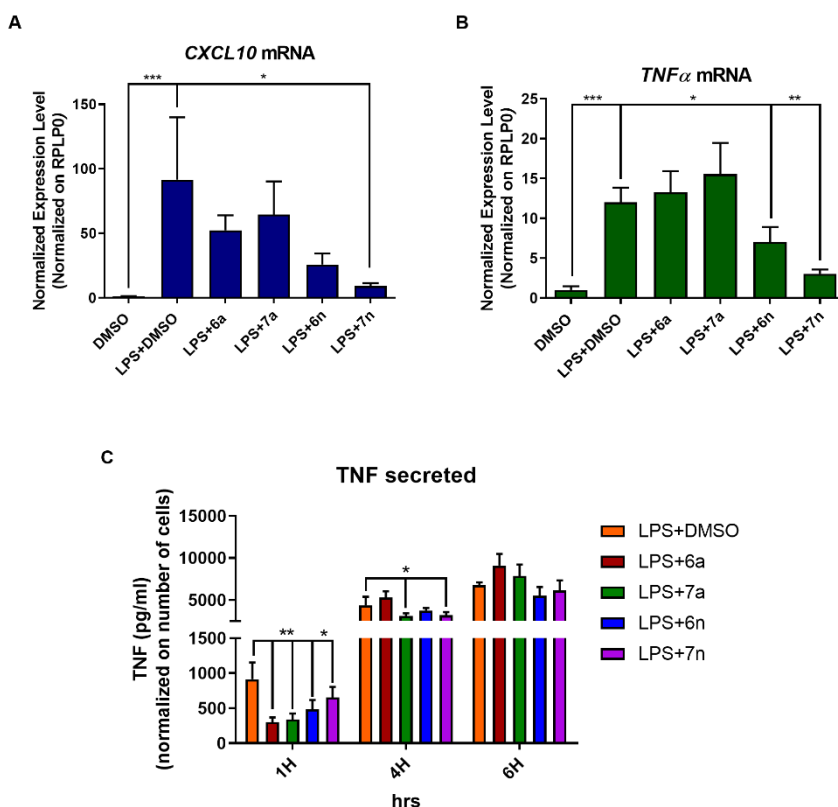 A
CXCL10 mRNA
***
*
Normalized Expression Level
(Normalized on RPLP0)
150
100
50
0
DMSO
LPS+DMSO
LPS+6a
LPS+7a
LPS+6n
LPS+7n
B
TNFα mRNA
***
*
**
Normalized Expression Level
(Normalized on RPLP0)
25
20
15
10
5
0
DMSO
LPS+DMSO
LPS+6a
LPS+7a
LPS+6n
LPS+7n
C
TNF secreted
TNF (pg/ml)
(normalized on number of cells)
15000
10000
5000
1500
1000
500
0
**
*
*
1H
4H
6H
hrs
LPS+DMSO
LPS+6a
LPS+7a
LPS+6n
LPS+7n